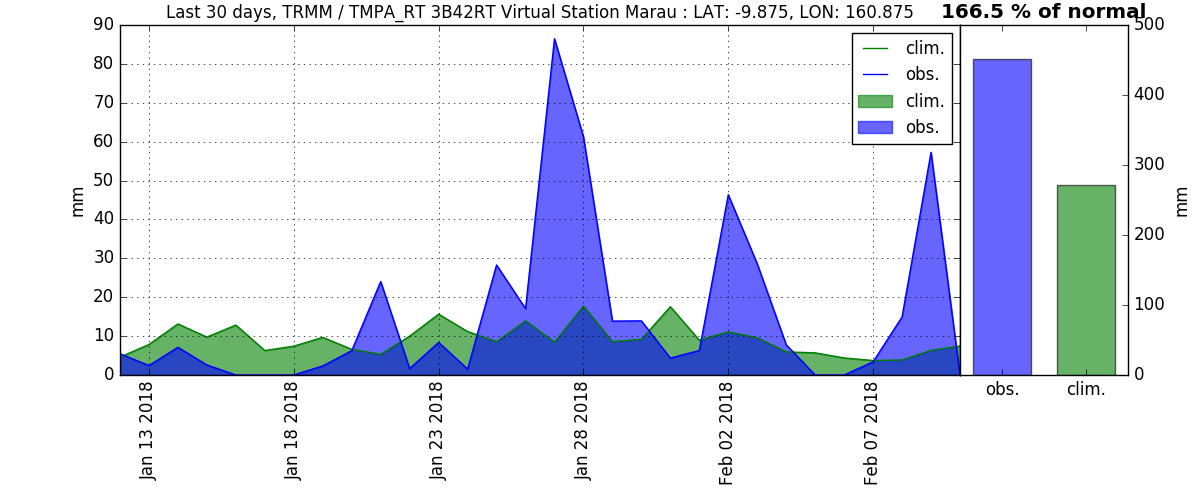 Last 30 days, TRMM / TMPA_RT 3B42RT Virtual Station Marau : LAT: -9.875, LON: 160.875
166.5 % of normal
90
80
70
60
50
40
30
20
10
0
mm
clim.
obs.
clim.
obs.
500
400
300
200
100
0
mm
Jan 13 2018
Jan 18 2018
Jan 23 2018
Jan 28 2018
Feb 02 2018
Feb 07 2018
obs.
clim.